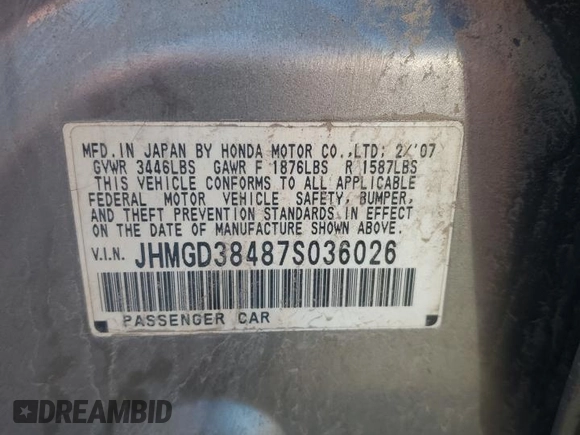 MFD. IN JAPAN BY HONDA MOTOR CO., LTD; 2/'07
GVWR 3446LBS GAWR F 1876LBS R 1587LBS
THIS VEHICLE CONFORMS TO ALL APPLICABLE
FEDERAL MOTOR VEHICLE SAFETY, BUMPER,
AND THEFT PREVENTION STANDARDS IN EFFECT
ON THE DATE OF MANUFACTURE SHOWN ABOVE.
V.I.N. JHMGD38487S036026
PASSENGER CAR
DREAMBID